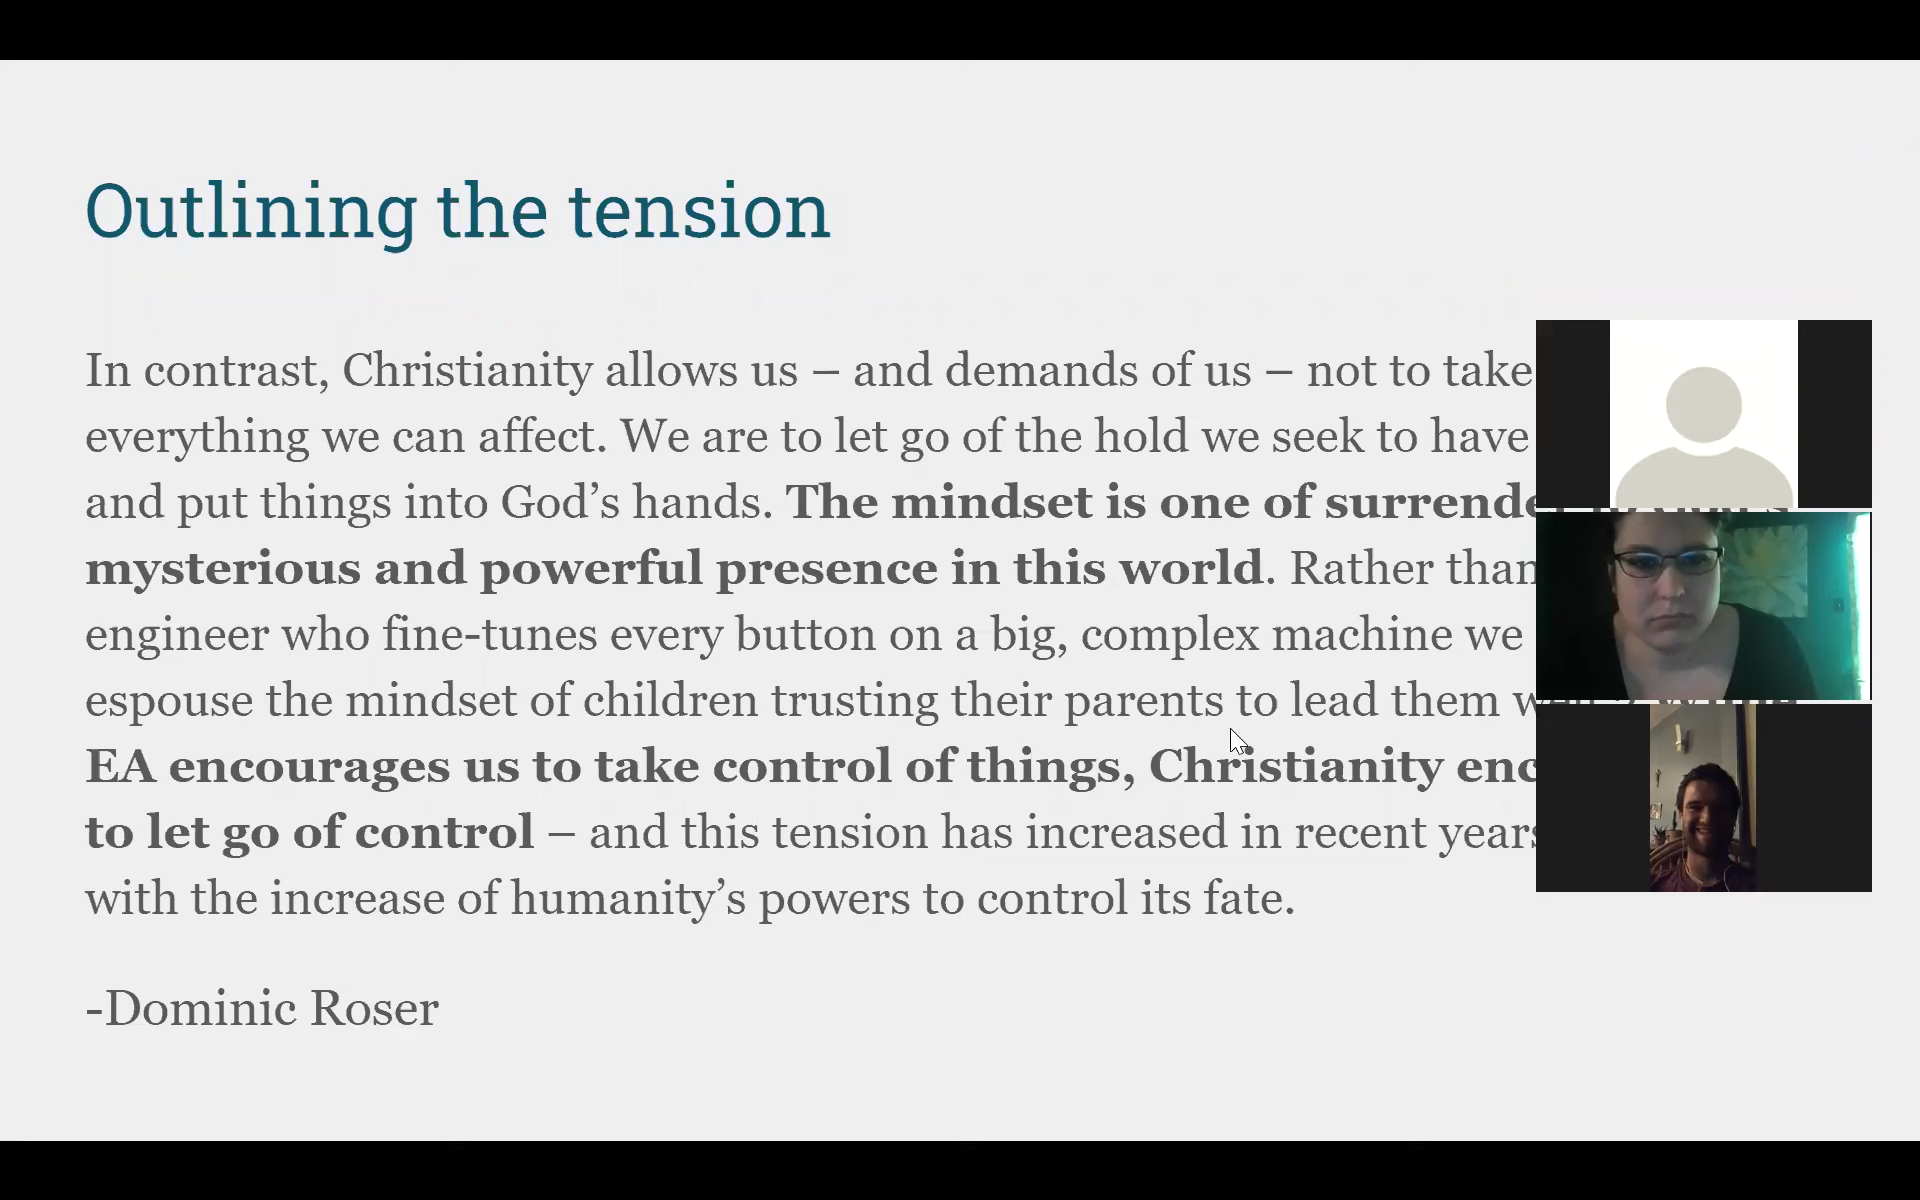 Outlining the tension
In contrast, Christianity allows us – and demands of us – not to take
everything we can affect. We are to let go of the hold we seek to have
and put things into God’s hands. The mindset is one of
mysterious and powerful presence in this world. Rather than
engineer who fine-tunes every button on a big, complex machine we
espouse the mindset of children trusting their parents to lead them
EA encourages us to take control of things, Christianity
to let go of control – and this tension has increased in recent years
with the increase of humanity’s powers to control its fate.
-Dominic Roser